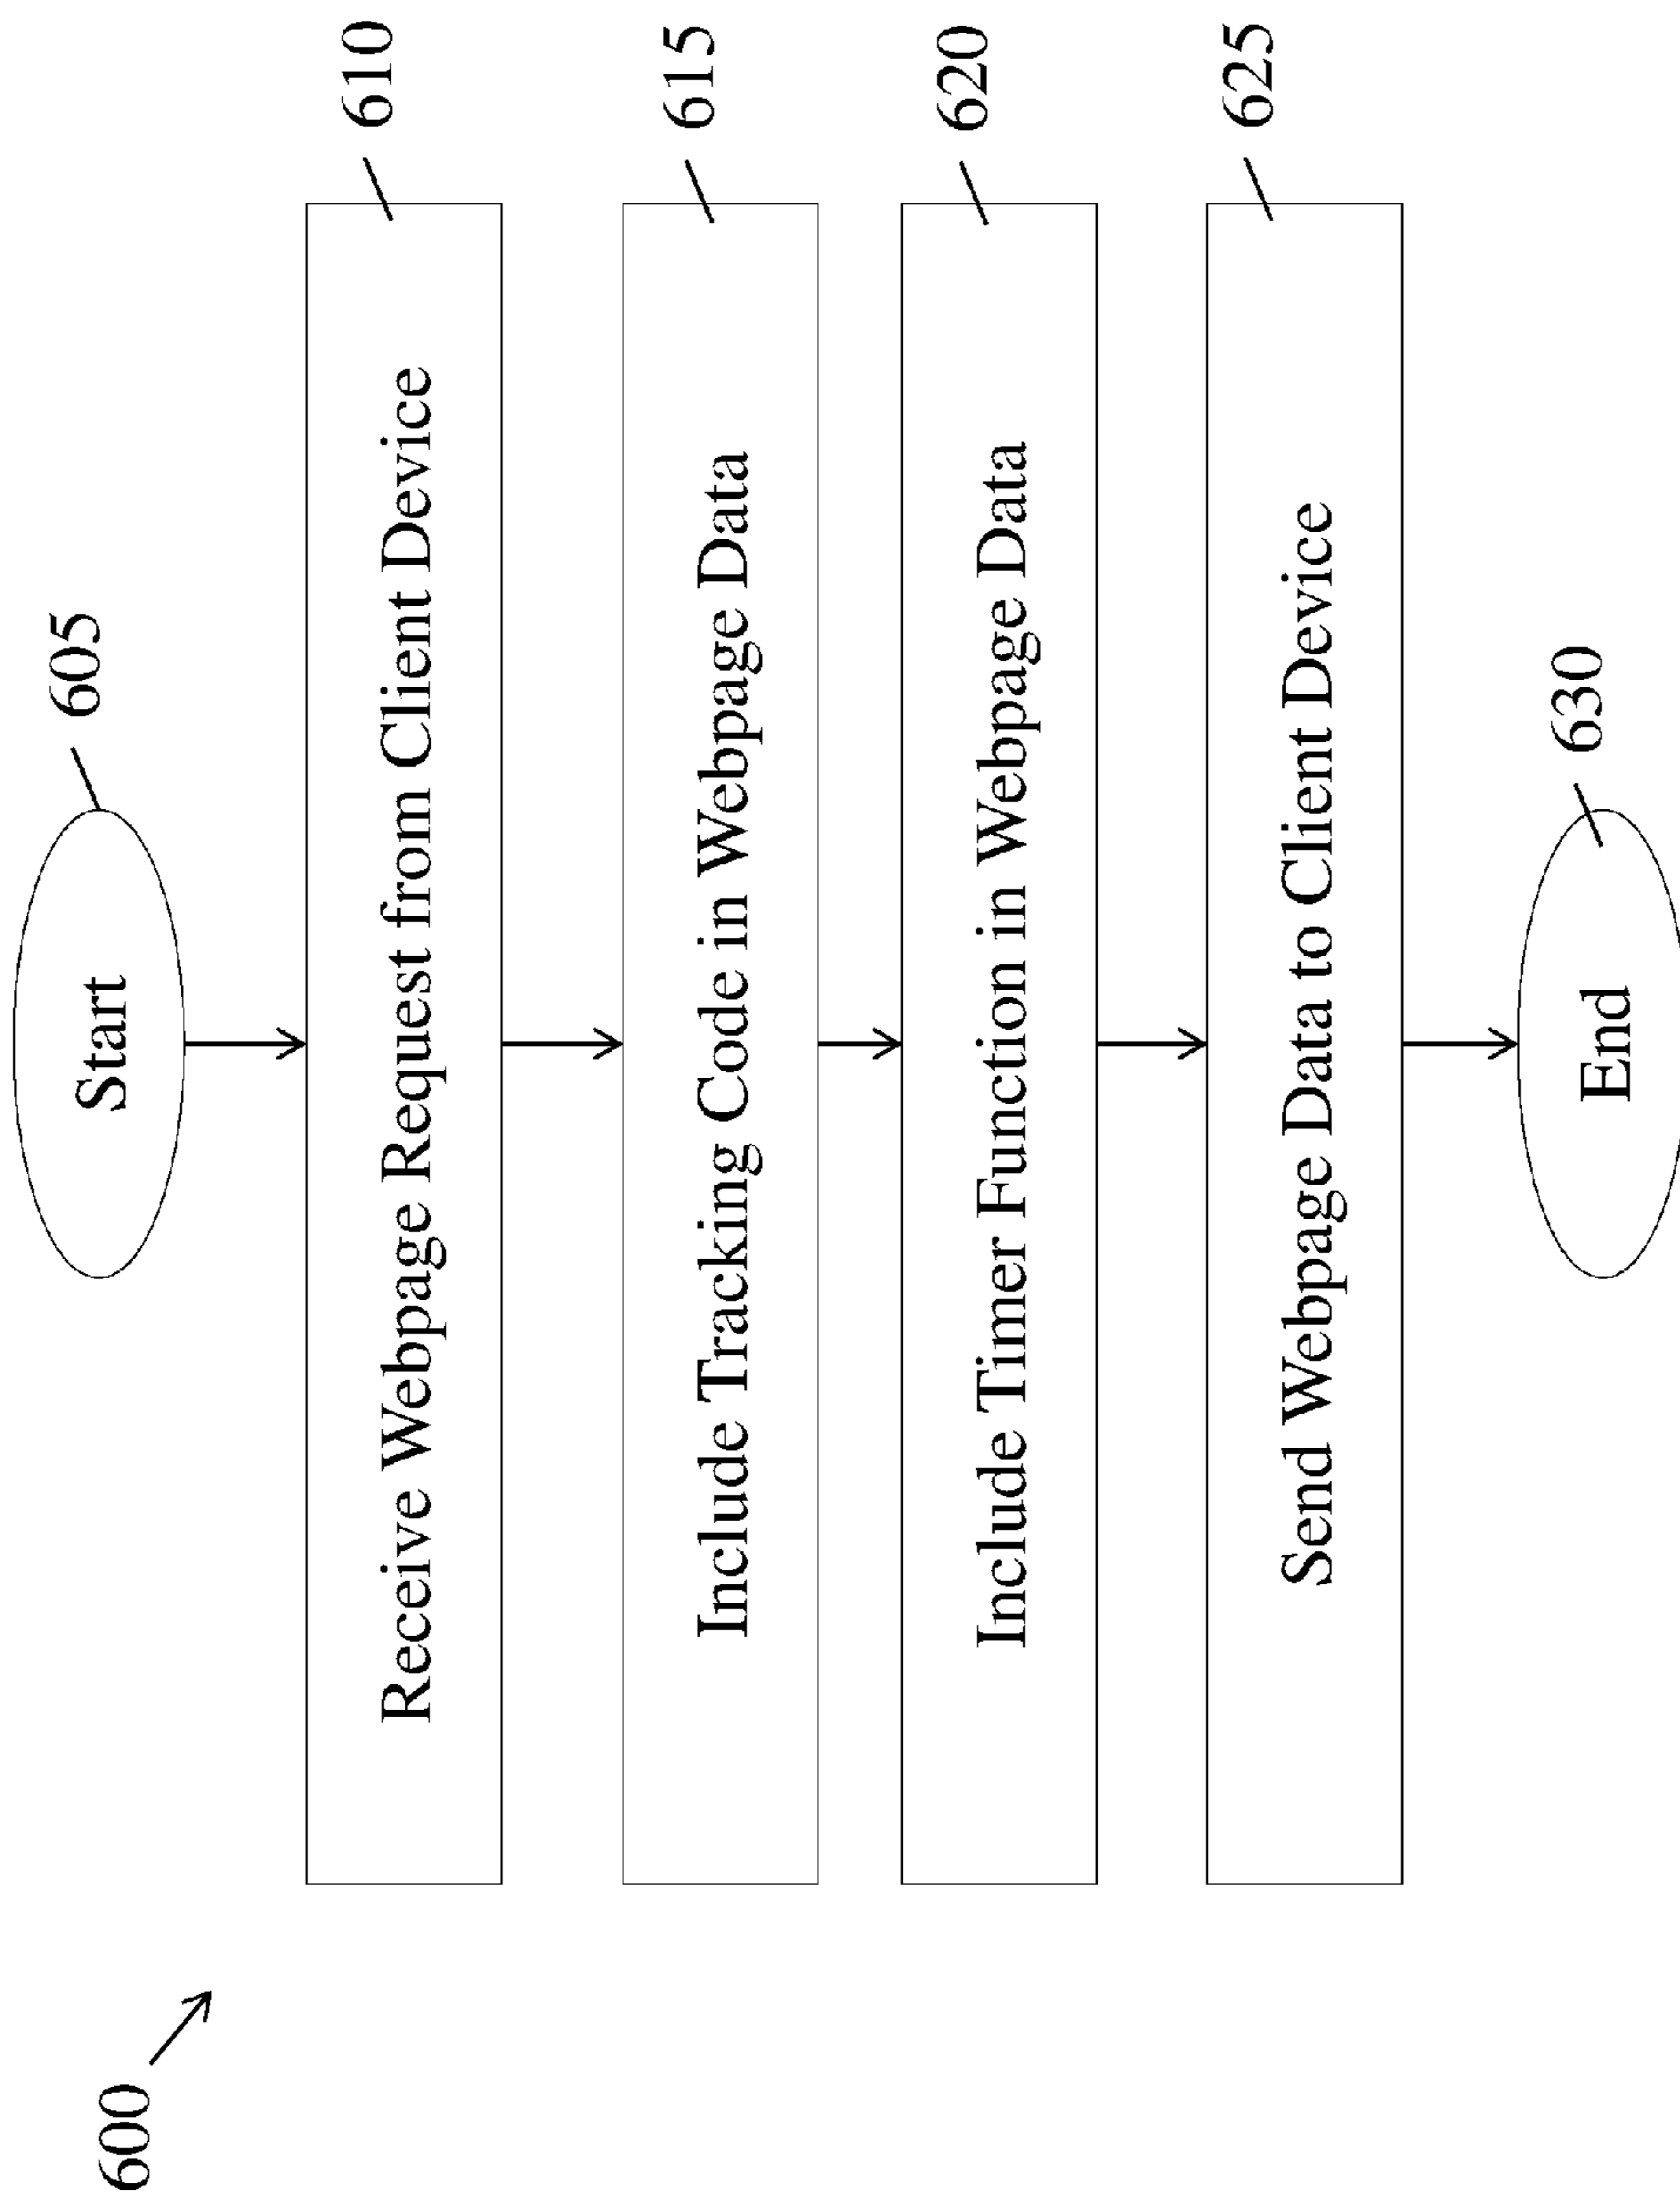 600
Start
605
Receive Webpage Request from Client Device
610
Include Tracking Code in Webpage Data
615
Include Timer Function in Webpage Data
620
Send Webpage Data to Client Device
625
End
630